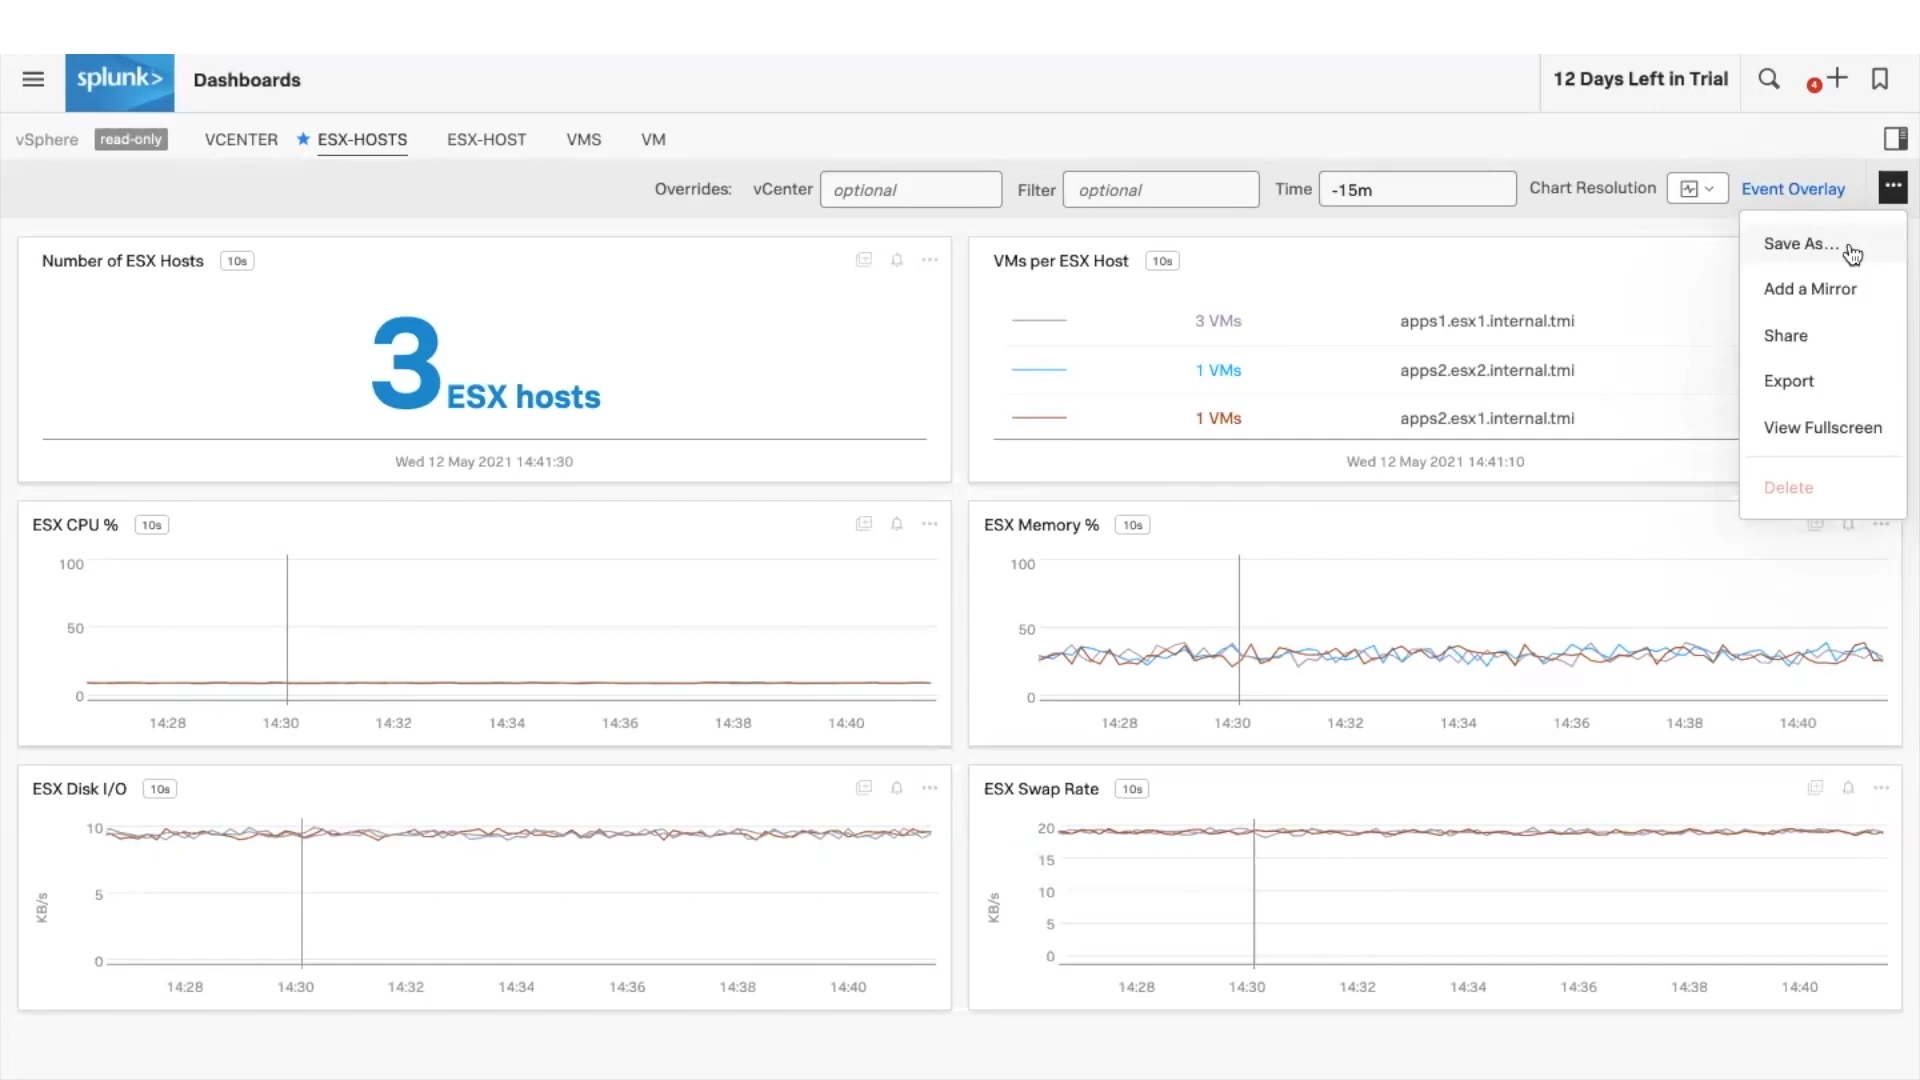 splunk> Dashboards 12 Days Left in Trial 4
vSphere read-only VCENTER ESX-HOSTS ESX-HOST VMS VM
Overrides: vCenter optional Filter optional Time -15m Chart Resolution Event Overlay
Save As...
Add a Mirror
Share
Export
View Fullscreen
Delete
Number of ESX Hosts 10s
3 ESX hosts
Wed 12 May 2021 14:41:30
VMs per ESX Host 10s
3 VMs apps1.esx1.internal.tmi
1 VMs apps2.esx2.internal.tmi
1 VMs apps2.esx1.internal.tmi
Wed 12 May 2021 14:41:10
ESX CPU % 10s
100
50
0
14:28 14:30 14:32 14:34 14:36 14:38 14:40
ESX Memory % 10s
100
50
0
14:28 14:30 14:32 14:34 14:36 14:38 14:40
ESX Disk I/O 10s
10
5
0
KB/s
14:28 14:30 14:32 14:34 14:36 14:38 14:40
ESX Swap Rate 10s
20
15
10
5
0
KB/s
14:28 14:30 14:32 14:34 14:36 14:38 14:40